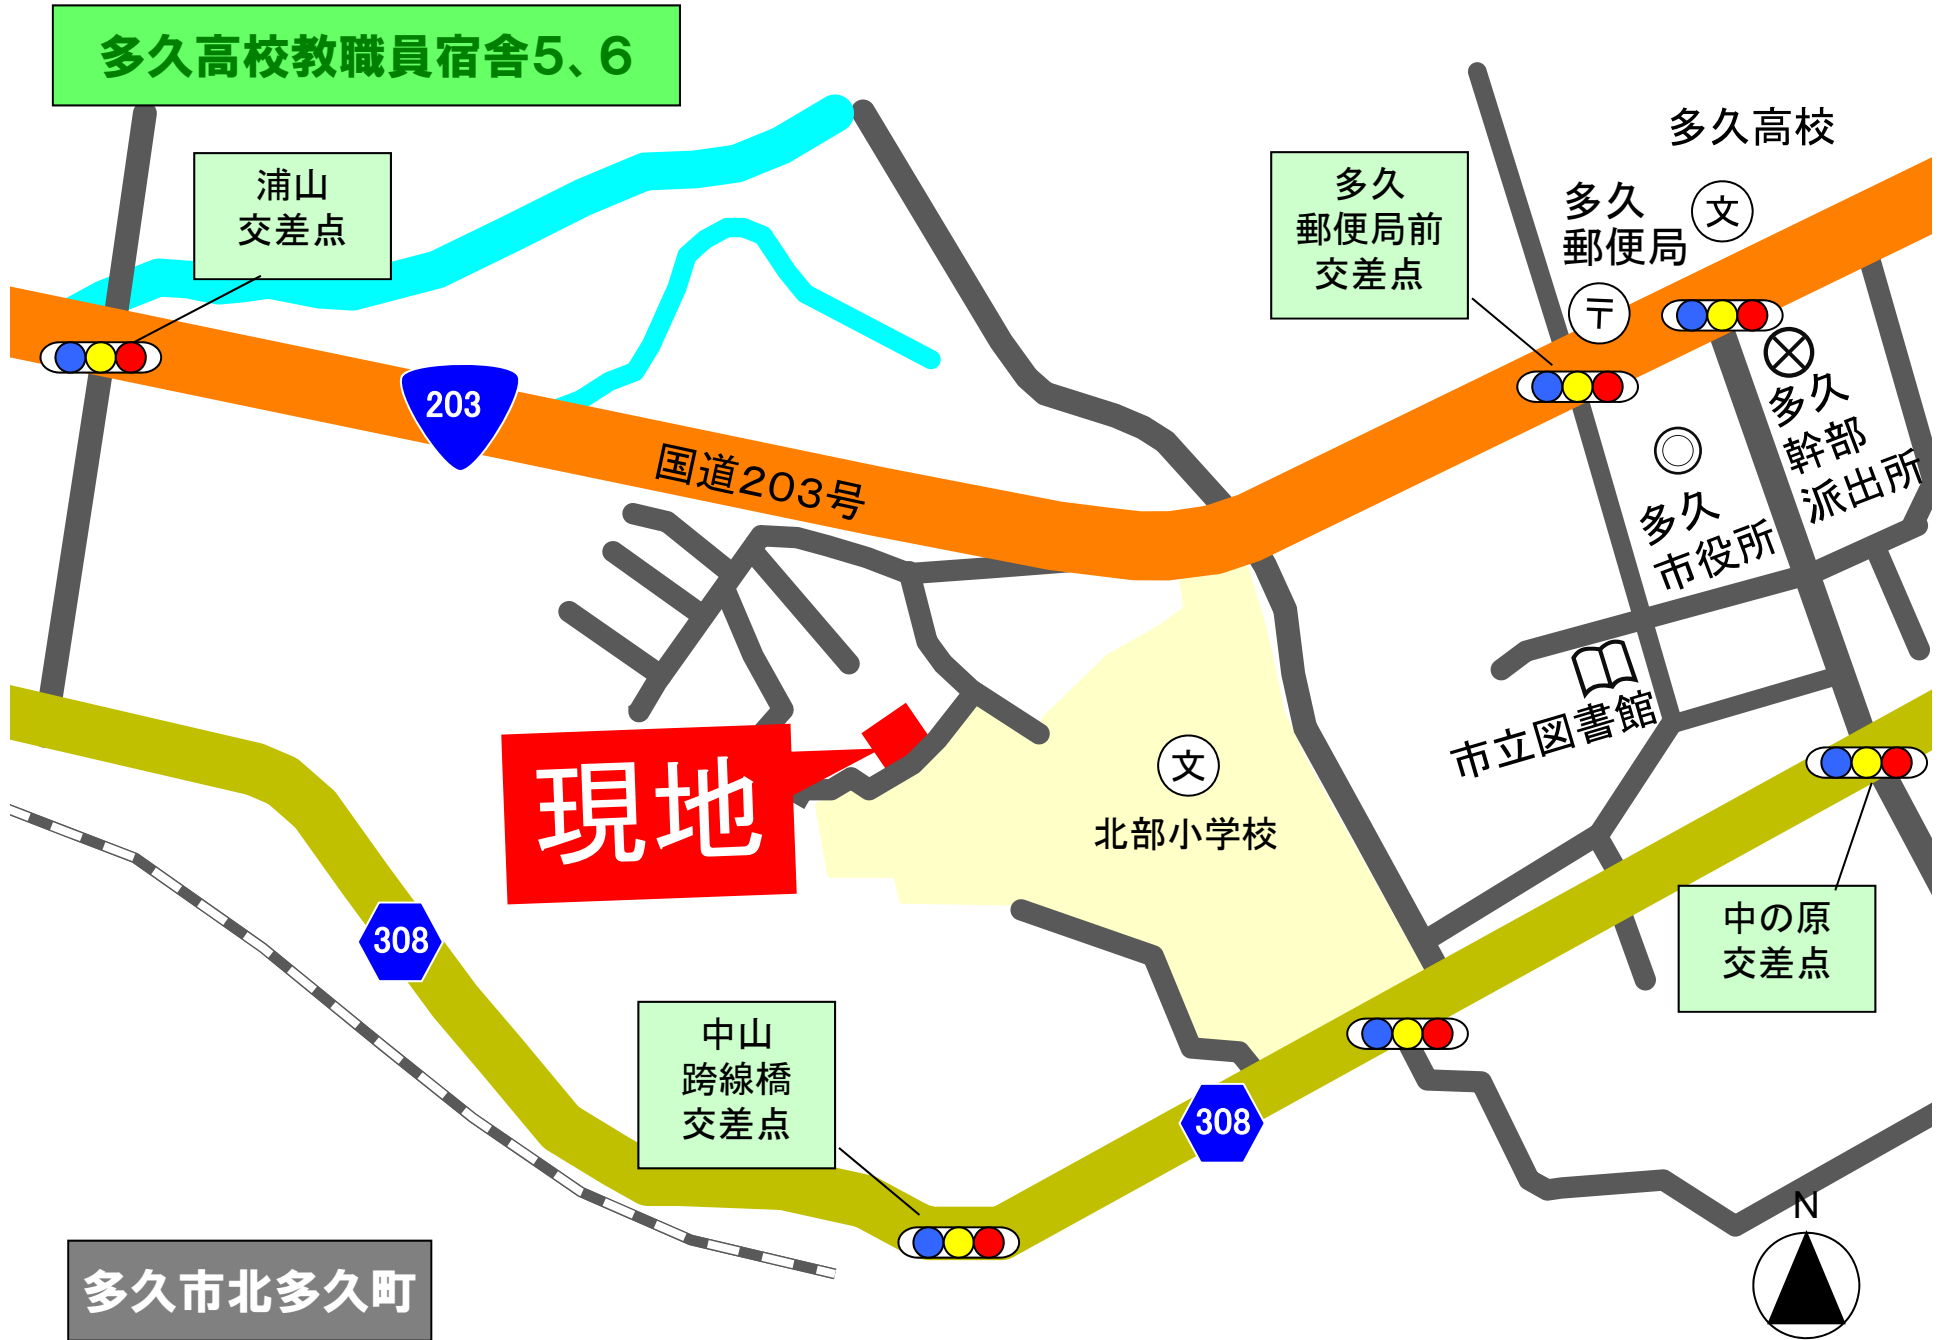 多久高校教職員宿舎5、6
浦山
交差点
多久
郵便局前
交差点
多久高校
文
多久
郵便局
〒
203
国道203号
多久
幹部
派出所
多久
市役所
市立図書館
現地
文
北部小学校
308
中山
跨線橋
交差点
308
中の原
交差点
N
多久市北多久町